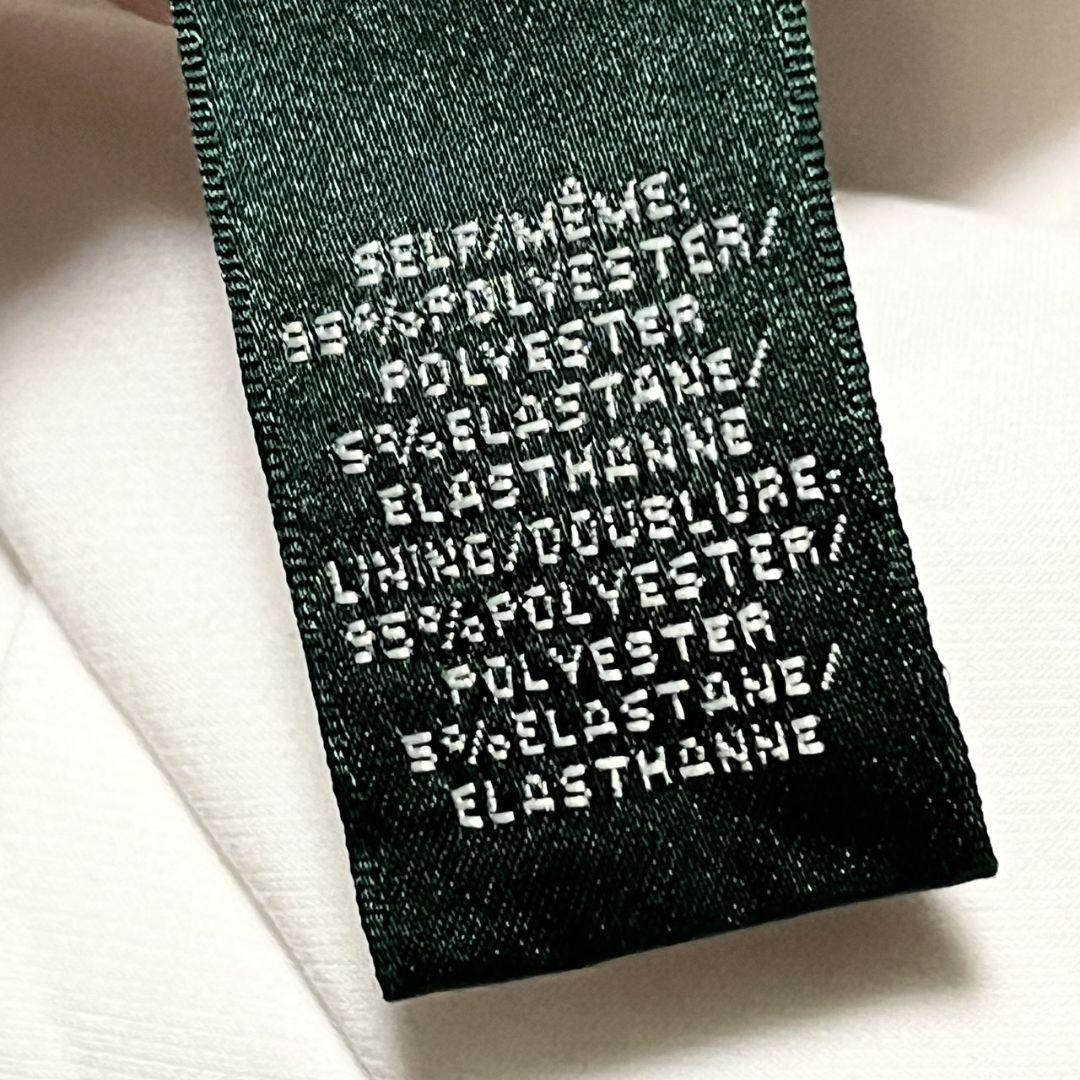 SELF/MÊME:
95%POLYESTER/
POLYESTER
5%ELASTANE/
ELASTHANNE
LINING/DOUBLURE:
95%POLYESTER/
POLYESTER
5%ELASTANE/
ELASTHANNE